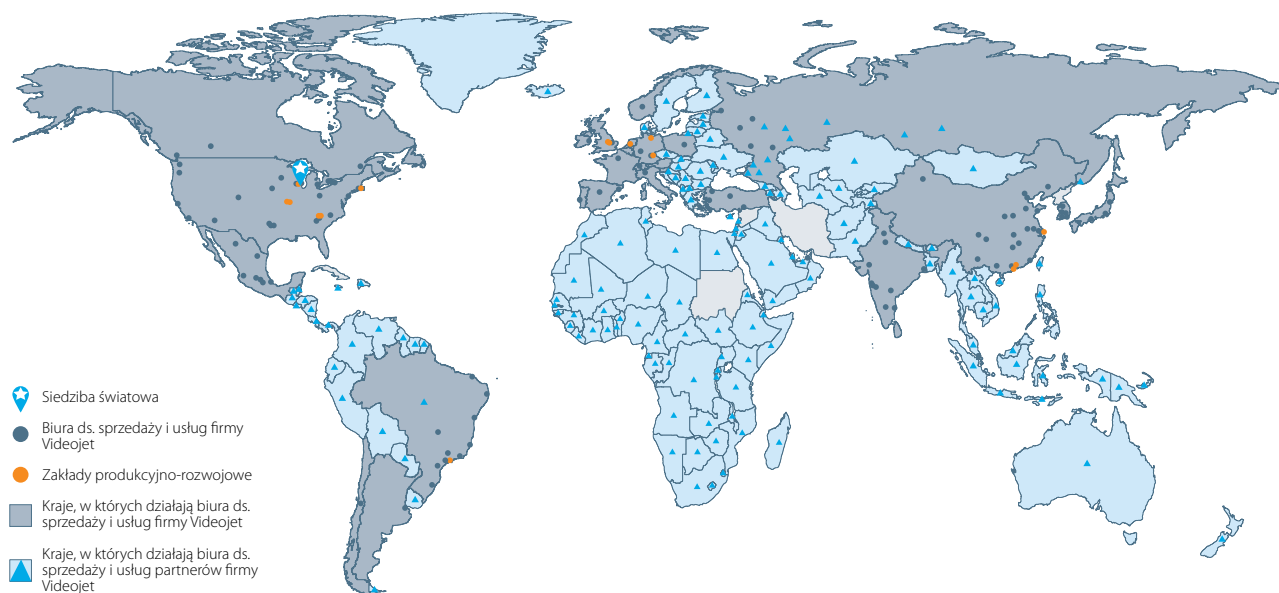 Siedziba światowa
Biura ds. sprzedaży i usług firmy
Videojet
Zakłady produkcyjno-rozwojowe
Kraje, w których działają biura ds.
sprzedaży i usług firmy Videojet
Kraje, w których działają biura ds.
sprzedaży i usług partnerów firmy
Videojet